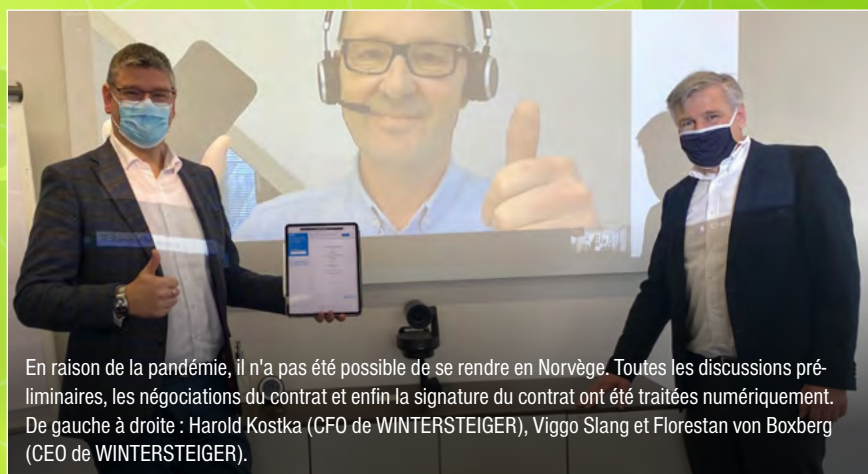 En raison de la pandémie, il n'a pas été possible de se rendre en Norvège. Toutes les discussions pré-
liminaires, les négociations du contrat et enfin la signature du contrat ont été traitées numériquement.
De gauche à droite : Harold Kostka (CFO de WINTERSTEIGER), Viggo Slang et Florestan von Boxberg
(CEO de WINTERSTEIGER).